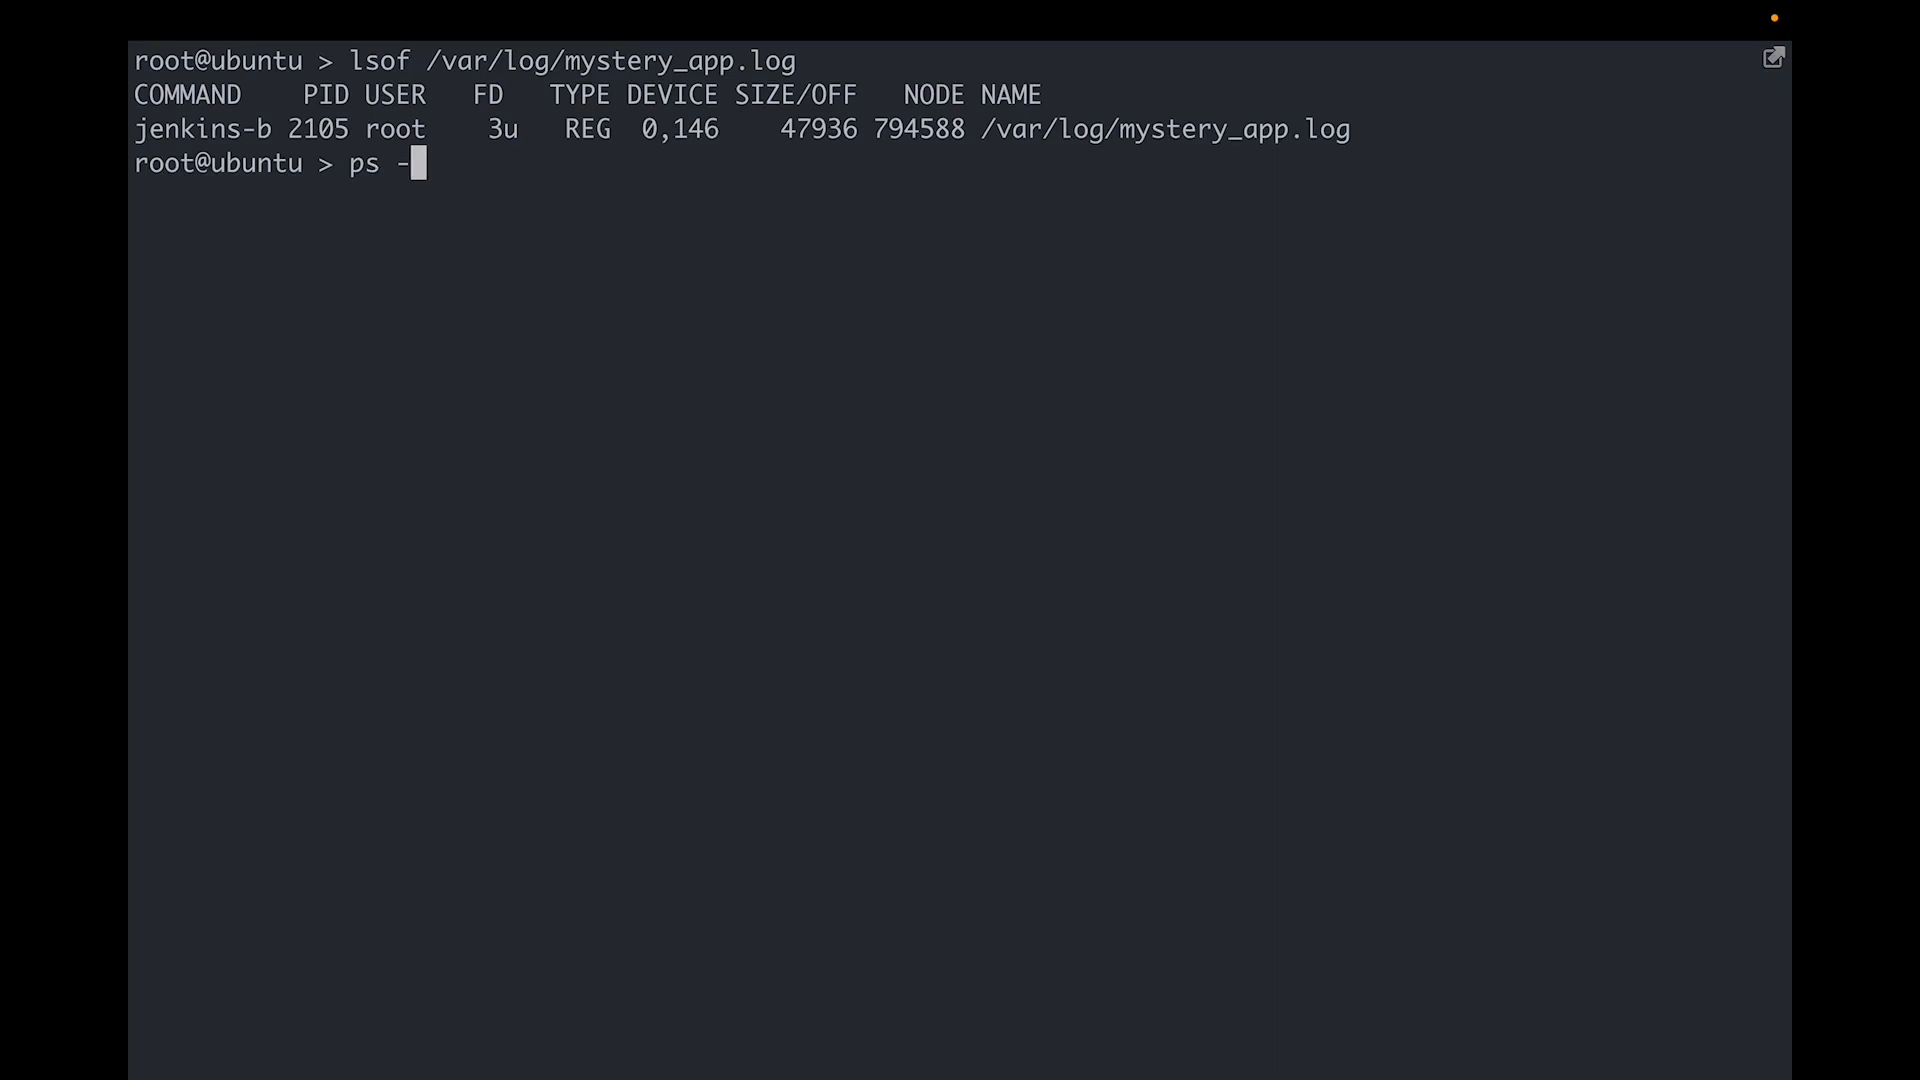 root@ubuntu > lsof /var/log/mystery_app.log
COMMAND    PID USER   FD   TYPE DEVICE SIZE/OFF   NODE NAME
jenkins-b 2105 root    3u   REG  0,146    47936 794588 /var/log/mystery_app.log
root@ubuntu > ps -